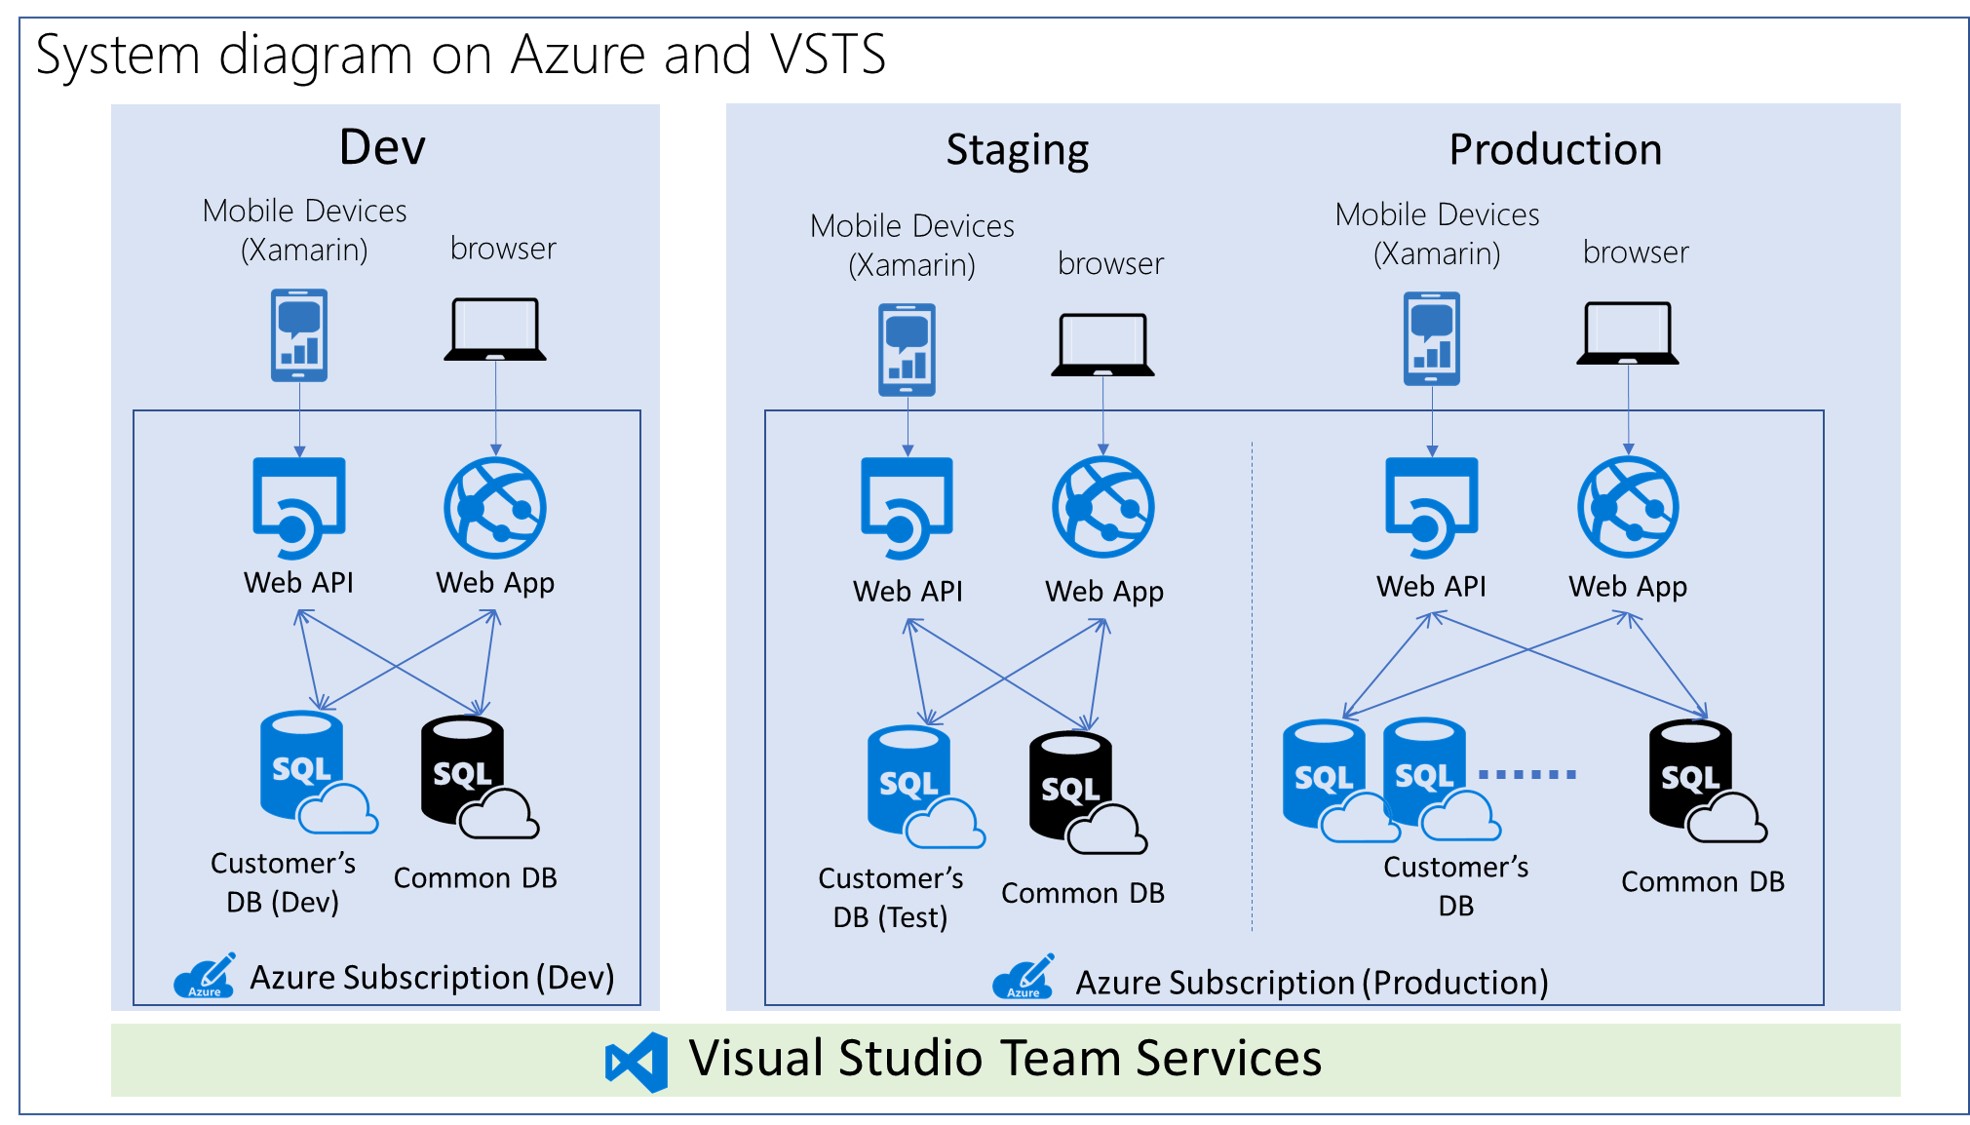 System diagram on Azure and VSTS
Dev
Mobile Devices
(Xamarin)
browser
Web API
Web App
SQL
SQL
Customer’s
DB (Dev)
Common DB
Azure
Azure Subscription (Dev)
Staging
Mobile Devices
(Xamarin)
browser
Web API
Web App
SQL
SQL
Customer’s
DB (Test)
Common DB
Production
Mobile Devices
(Xamarin)
browser
Web API
Web App
SQL
SQL
SQL
Customer’s
DB
Common DB
Azure
Azure Subscription (Production)
Visual Studio Team Services